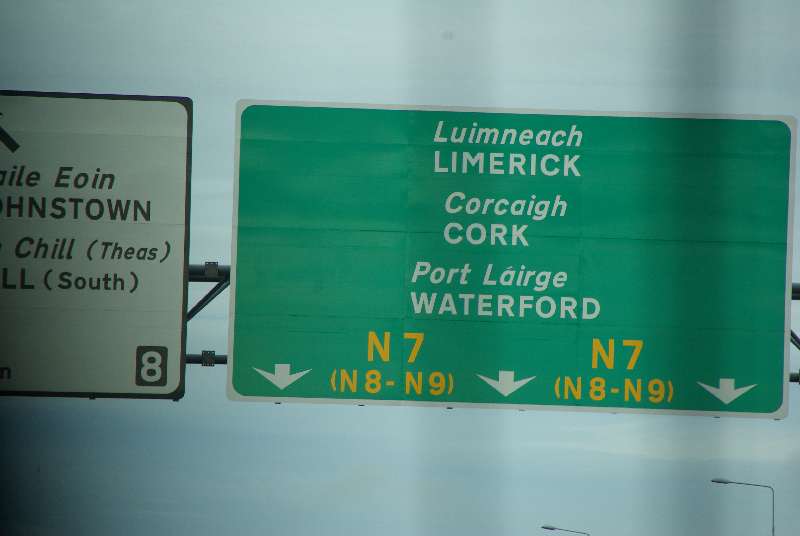 aile Eoin
OHNSTOWN
Chill (Theas)
LL (South)
8
Luimneach
LIMERICK
Corcaigh
CORK
Port Láirge
WATERFORD
N7 N7
(N8-N9) (N8-N9)